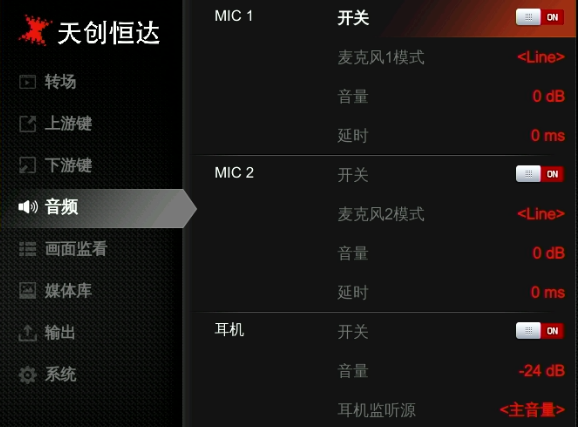 天创恒达
转场
上游键
下游键
音频
画面监看
媒体库
输出
系统
MIC 1 开关 ON
麦克风1模式 <Line>
音量 0 dB
延时 0 ms
MIC 2 开关 ON
麦克风2模式 <Line>
音量 0 dB
延时 0 ms
耳机 开关 ON
音量 -24 dB
耳机监听源 <主音量>